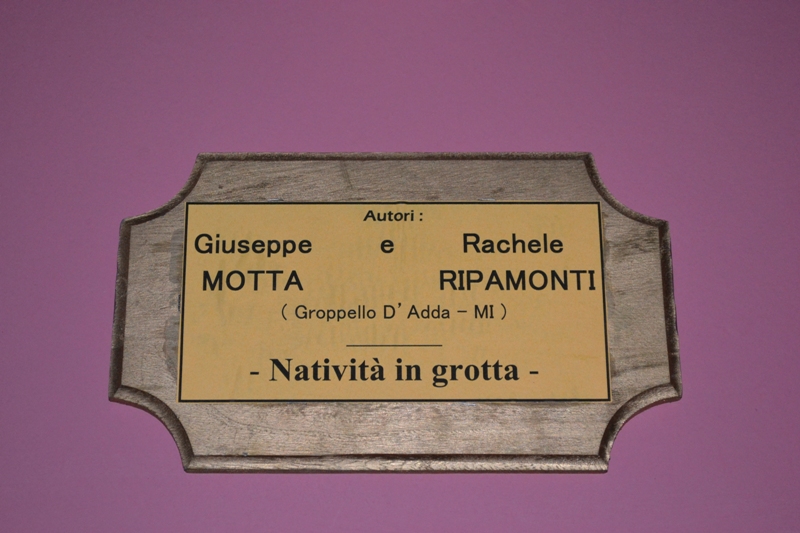 Autori :
Giuseppe e Rachele
MOTTA RIPAMONTI
( Groppello D' Adda - MI )
- Natività in grotta -